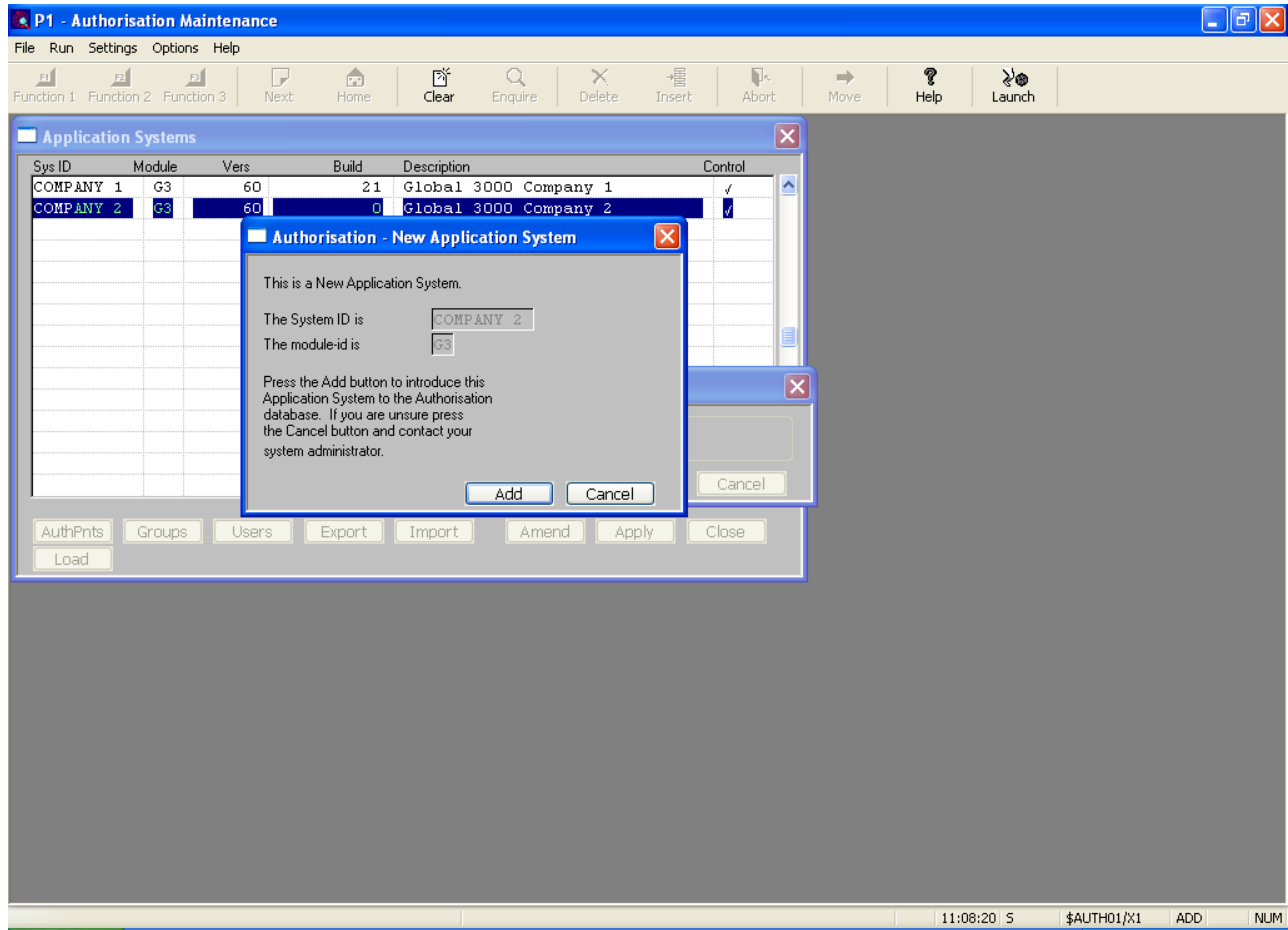 P1 - Authorisation Maintenance
File Run Settings Options Help
F1 F2 F3
Function 1 Function 2 Function 3 Next Home Clear Enquire Delete Insert Abort Move Help Launch
Application Systems
Sys ID Module Vers Build Description Control
COMPANY 1 G3 60 21 Global 3000 Company 1 √
COMPANY 2 G3 60 0 Global 3000 Company 2 √
Authorisation - New Application System
This is a New Application System.
The System ID is COMPANY 2
The module-id is G3
Press the Add button to introduce this
Application System to the Authorisation
database. If you are unsure press
the Cancel button and contact your
system administrator.
Add Cancel
Cancel
AuthPnts Groups Users Export Import Amend Apply Close
Load
11:08:20 S $AUTH01/X1 ADD NUM